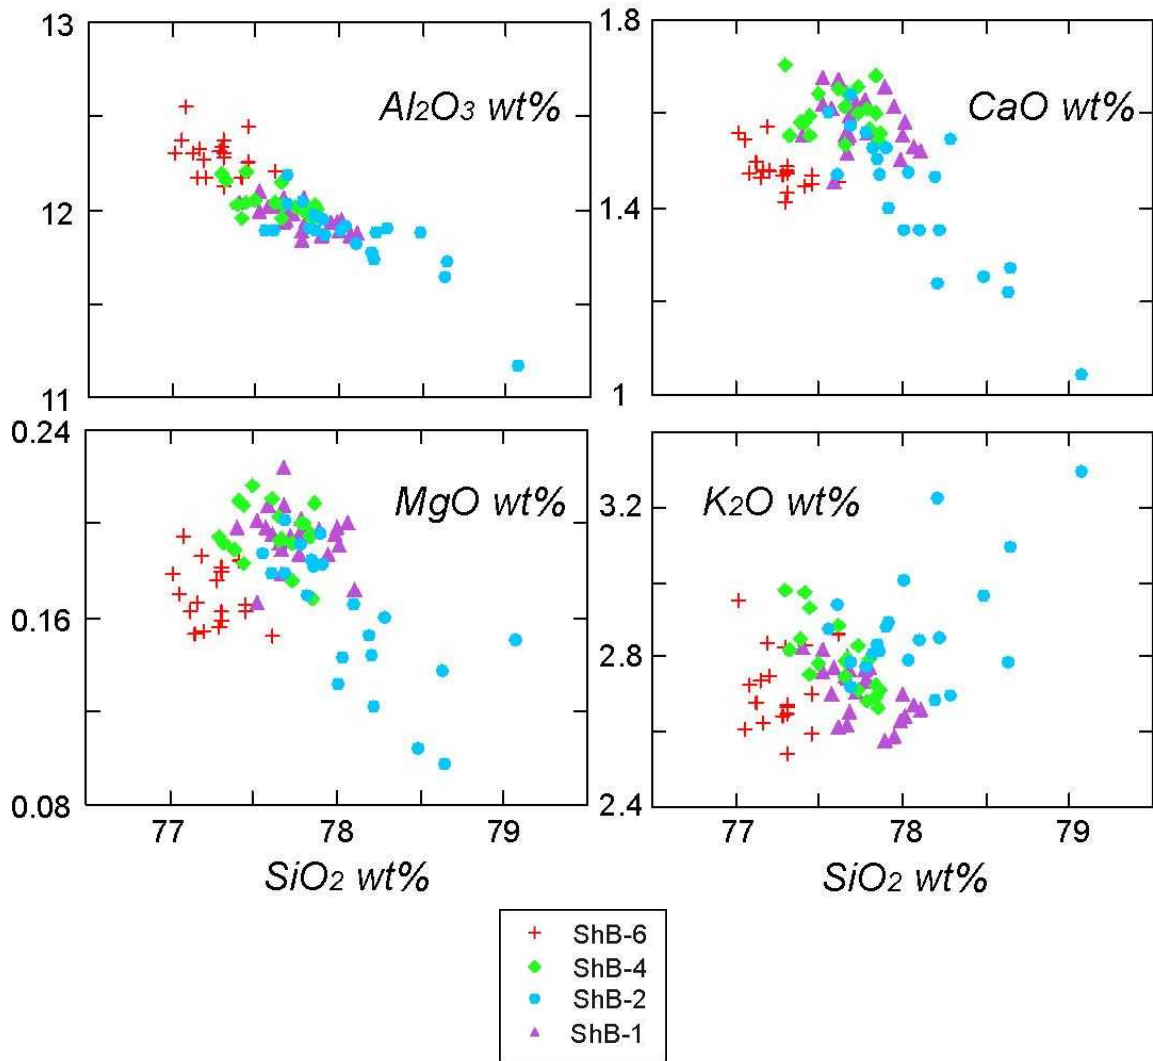 13
12
11
Al₂O₃ wt%
1.8
1.4
1
CaO wt%
0.24
0.16
0.08
MgO wt%
77 78 79
SiO₂ wt%
3.2
2.8
2.4
K₂O wt%
77 78 79
SiO₂ wt%
ShB-6
ShB-4
ShB-2
ShB-1